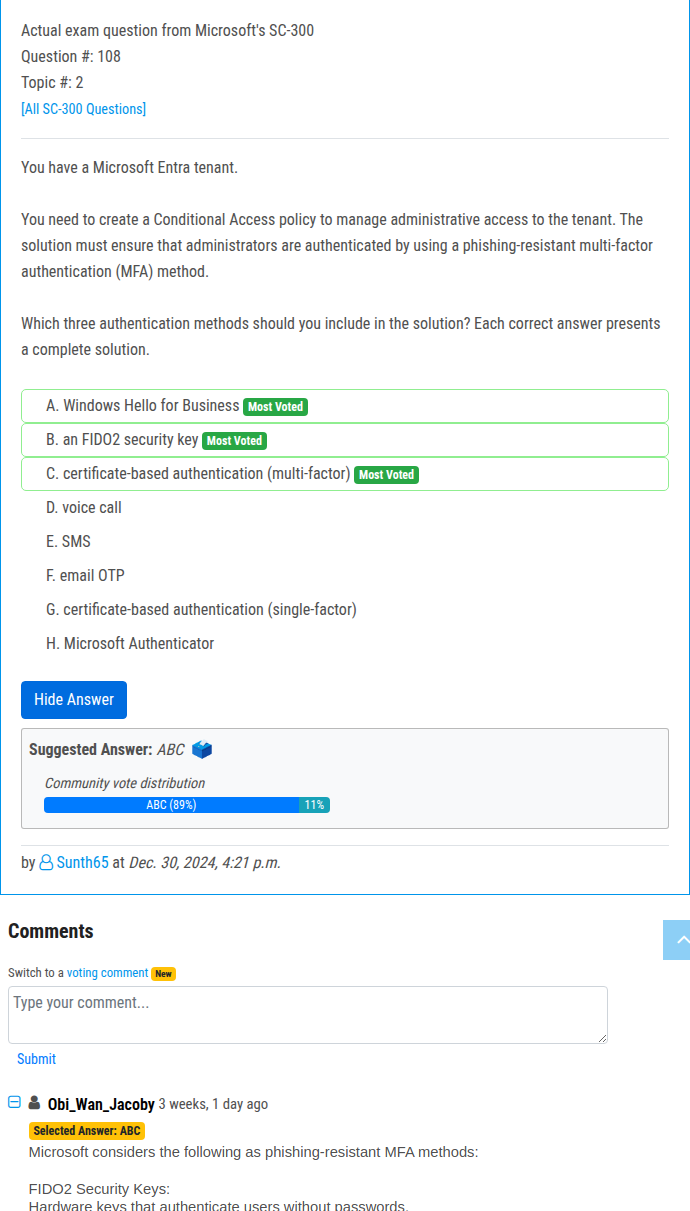 Actual exam question from Microsoft's SC-300
Question #: 108
Topic #: 2
[All SC-300 Questions]
You have a Microsoft Entra tenant.
You need to create a Conditional Access policy to manage administrative access to the tenant. The
solution must ensure that administrators are authenticated by using a phishing-resistant multi-factor
authentication (MFA) method.
Which three authentication methods should you include in the solution? Each correct answer presents
a complete solution.
A. Windows Hello for Business Most Voted
B. an FIDO2 security key Most Voted
C. certificate-based authentication (multi-factor) Most Voted
D. voice call
E. SMS
F. email OTP
G. certificate-based authentication (single-factor)
H. Microsoft Authenticator
Hide Answer
Suggested Answer: ABC
Community vote distribution
ABC (89%) 11%
by Sunth65 at Dec. 30, 2024, 4:21 p.m.
Comments
Switch to a voting comment New
Type your comment...
Submit
Obi_Wan_Jacoby 3 weeks, 1 day ago
Selected Answer: ABC
Microsoft considers the following as phishing-resistant MFA methods:
FIDO2 Security Keys:
Hardware keys that authenticate users without passwords.